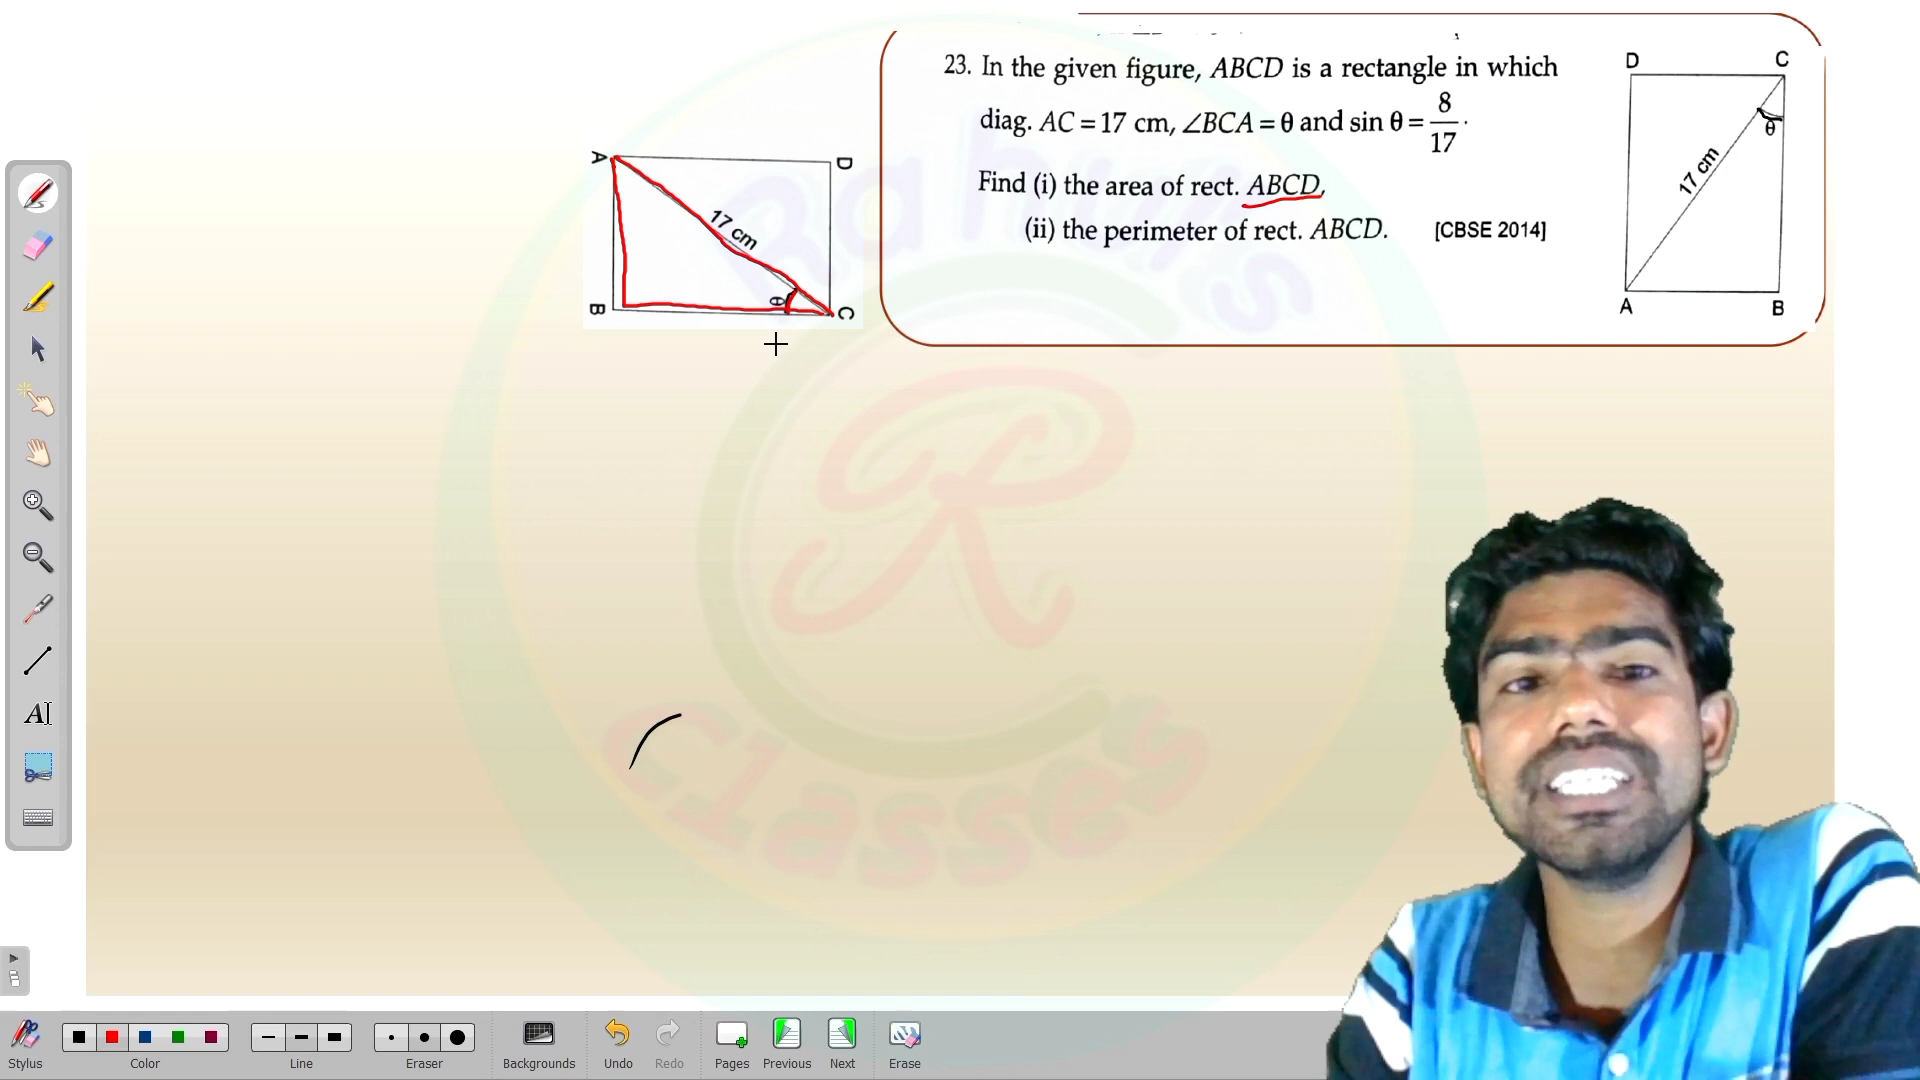 23. In the given figure, ABCD is a rectangle in which
diag. AC = 17 cm, ∠BCA = θ and sin θ = 8/17 .
Find (i) the area of rect. ABCD,
(ii) the perimeter of rect. ABCD. [CBSE 2014]
D C
θ
17 cm
A B
A D
17 cm
θ
B C
Rahul's
R
Classes
A
Stylus Color Line Eraser Backgrounds Undo Redo Pages Previous Next Erase